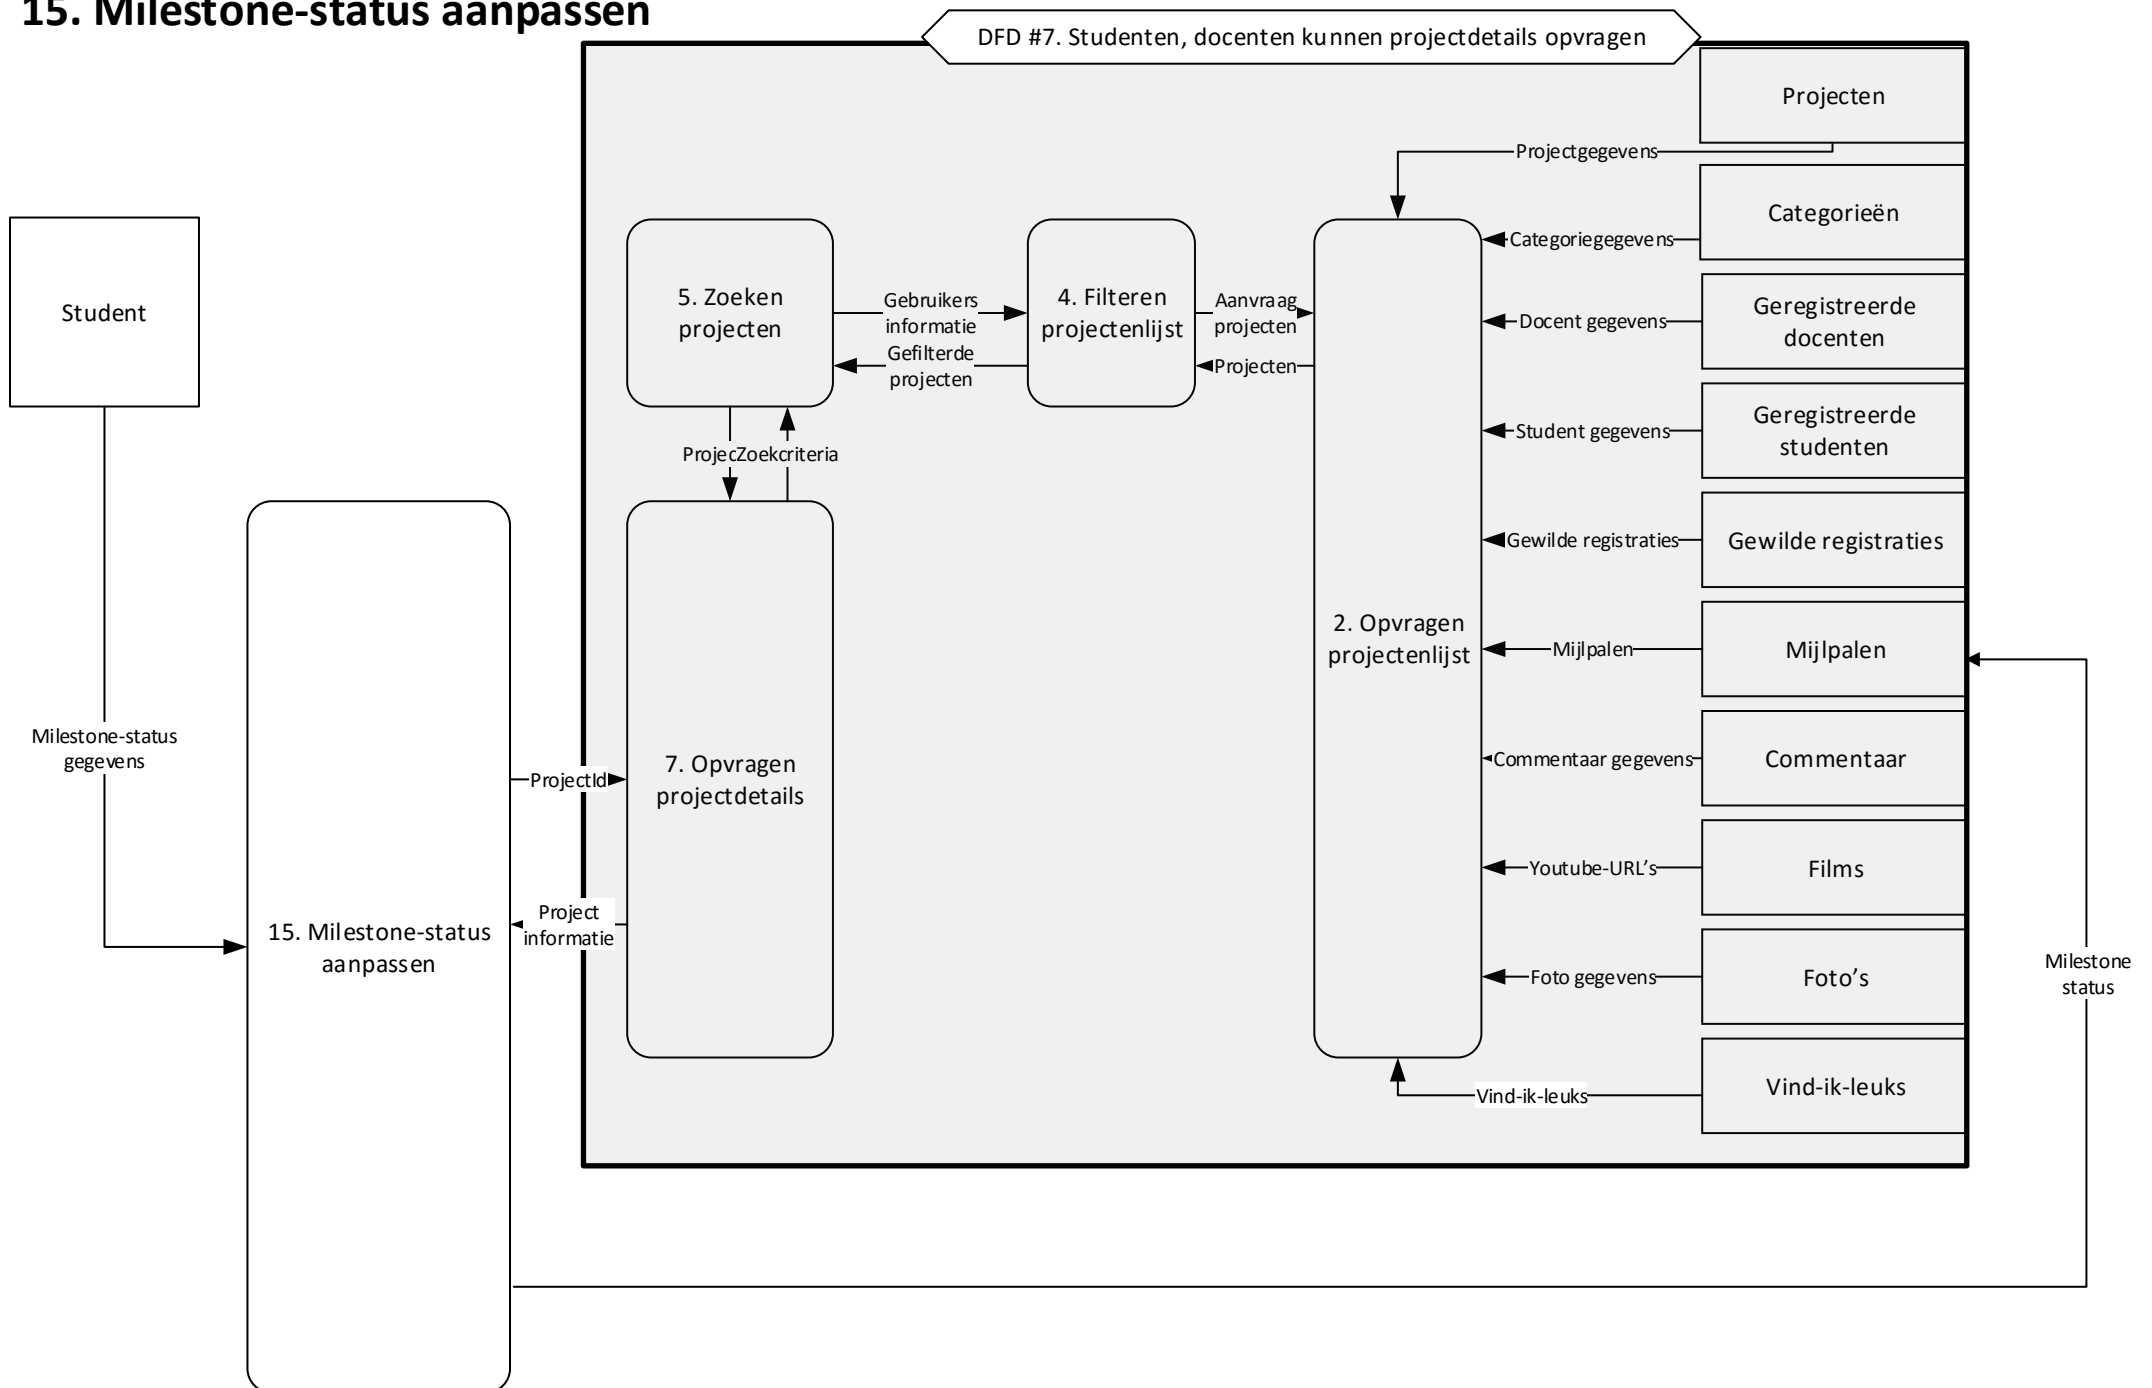 15. Milestone-status aanpassen
DFD #7. Studenten, docenten kunnen projectdetails opvragen
Projecten
Projectgegevens
Categorieën
Categoriegegevens
Student
5. Zoeken
projecten
Gebruikers
informatie
Gefilterde
projecten
4. Filteren
projectenlijst
Aanvraag
projecten
Projecten
Docent gegevens
Geregistreerde
docenten
Student gegevens
Geregistreerde
studenten
Projec
Zoekcriteria
Gewilde registraties
Gewilde registraties
2. Opvragen
projectenlijst
Mijlpalen
Mijlpalen
Milestone-status
gegevens
ProjectId
7. Opvragen
projectdetails
Commentaar gegevens
Commentaar
Youtube-URL’s
Films
15. Milestone-status
aanpassen
Project
informatie
Foto gegevens
Foto’s
Milestone
status
Vind-ik-leuks
Vind-ik-leuks